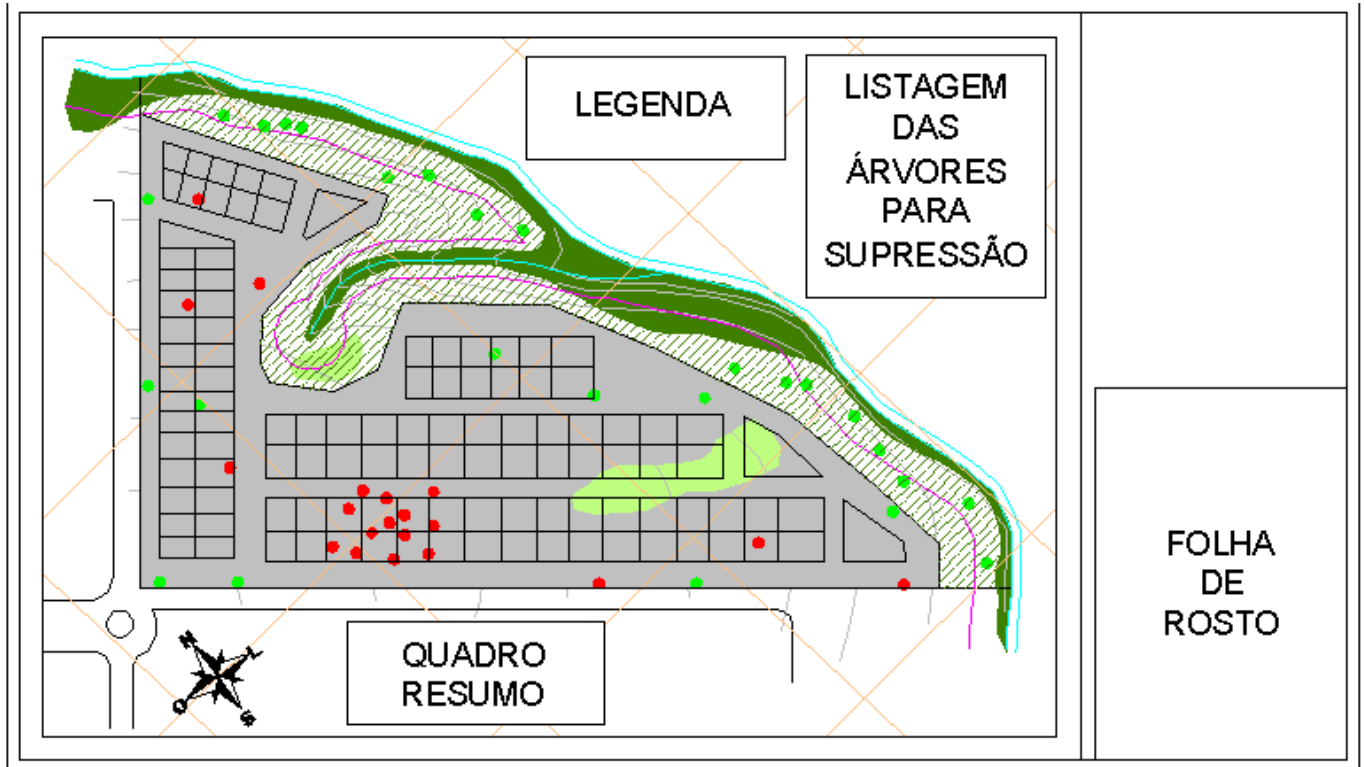 LEGENDA
LISTAGEM
DAS
ÁRVORES
PARA
SUPRESSÃO
FOLHA
DE
ROSTO
QUADRO
RESUMO
N
L
O
S